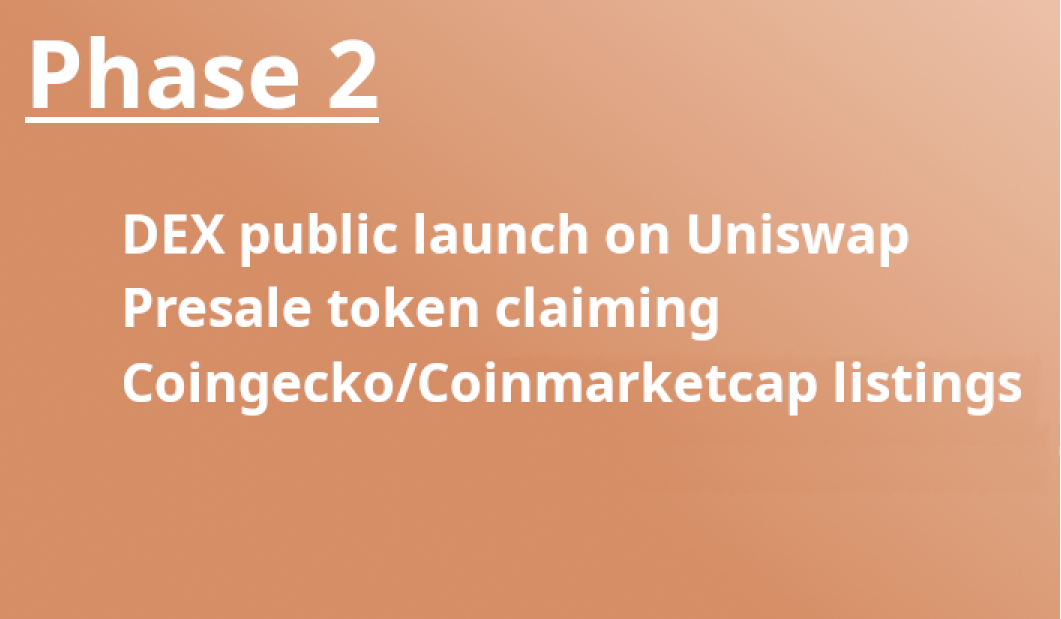 Phase 2
DEX public launch on Uniswap
Presale token claiming
Coingecko/Coinmarketcap listings